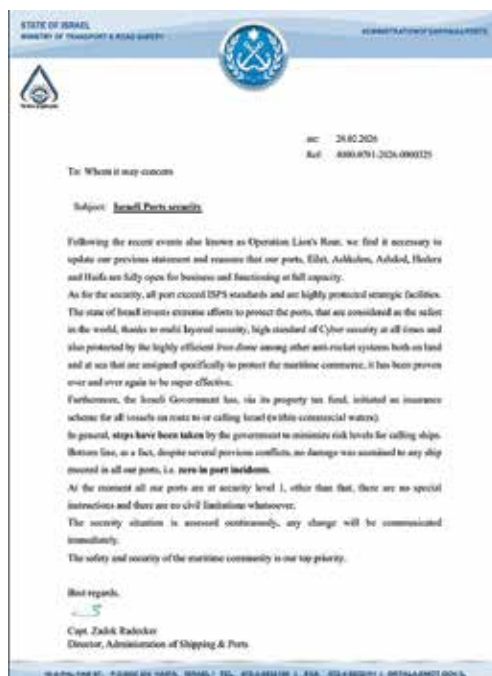 STATE OF ISRAEL
MINISTRY OF TRANSPORT & ROAD SAFETY
ADMINISTRATION OF SHIPPING & PORTS
28.02.2026
To: Whom it may concern
Subject: Israeli Ports security
Following the recent events also known as Operation Lion's Roar, we find it necessary to
update our previous statement and reassure that our ports, Eilat, Ashkelon, Ashdod, Hadera
and Haifa are fully open for business and functioning at full capacity.
As for the security, all port exceed ISPS standards and are highly protected strategic facilities.
The state of Israel invests extreme efforts to protect the ports, that are considered as the safest
in the world, thanks to multi layered security, high standard of Cyber security at all times and
also protected by the highly efficient Iron dome among other anti-rocket systems both on land
and at sea that are assigned specifically to protect the maritime commerce, it has been proven
over and over again to be super effective.
Furthermore, the Israeli Government has, via its property tax fund, initiated an insurance
scheme for all vessels on route to or calling Israel (within commercial waters).
In general, steps have been taken by the government to minimize risk levels for calling ships.
Bottom line, as a fact, despite several previous conflicts, no damage was sustained to any ship
moored in all our ports, i.e. zero in port incidents.
At the moment all our ports are at security level 1, other than that, there are no special
instructions and there are no civil limitations whatsoever.
The security situation is assessed continuously, any change will be communicated
immediately.
The safety and security of the maritime community is our top priority.
Best regards,
Capt. Zadok Radecker
Director, Administration of Shipping & Ports